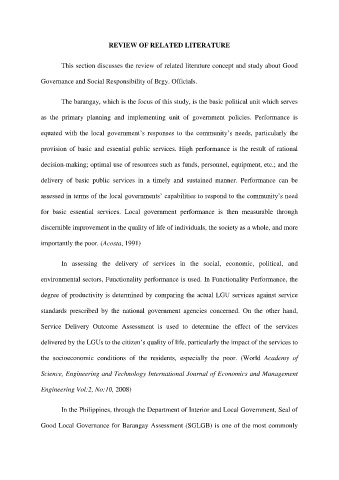 REVIEW OF RELATED LITERATURE
This section discusses the review of related literature concept and study about Good
Governance and Social Responsibility of Brgy. Officials.
The barangay, which is the focus of this study, is the basic political unit which serves
as the primary planning and implementing unit of government policies. Performance is
equated with the local government's responses to the community's needs, particularly the
provision of basic and essential public services. High performance is the result of rational
decision-making; optimal use of resources such as funds, personnel, equipment, etc.; and the
delivery of basic public services in a timely and sustained manner. Performance can be
assessed in terms of the local governments' capabilities to respond to the community's need
for basic essential services. Local government performance is then measurable through
discernible improvement in the quality of life of individuals, the society as a whole, and more
importantly the poor. (Acosta, 1991)
In assessing the delivery of services in the social, economic, political, and
environmental sectors, Functionality performance is used. In Functionality Performance, the
degree of productivity is determined by comparing the actual LGU services against service
standards prescribed by the national government agencies concerned. On the other hand,
Service Delivery Outcome Assessment is used to determine the effect of the services
delivered by the LGUs to the citizen's quality of life, particularly the impact of the services to
the socioeconomic conditions of the residents, especially the poor. (World Academy of
Science, Engineering and Technology International Journal of Economics and Management
Engineering Vol:2, No:10, 2008)
In the Philippines, through the Department of Interior and Local Government, Seal of
Good Local Governance for Barangay Assessment (SGLGB) is one of the most commonly